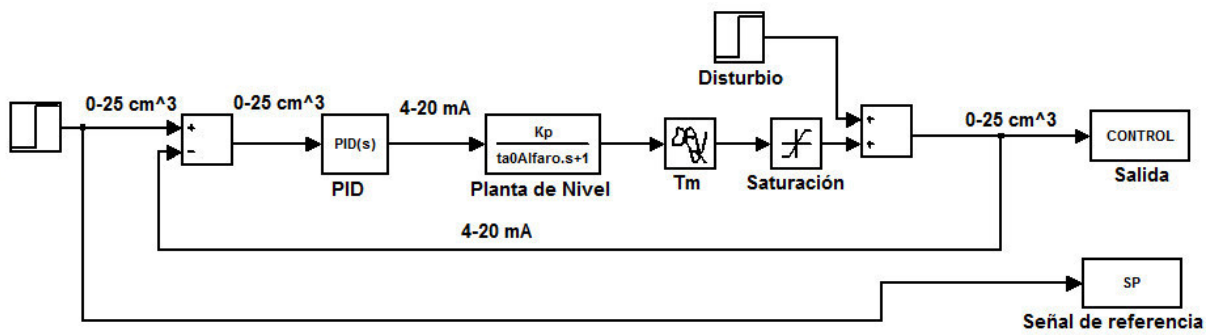 Disturbio
0-25 cm^3
0-25 cm^3
4-20 mA
0-25 cm^3
+
-
PID(s)
PID
Kp
ta0Alfaro.s+1
Planta de Nivel
Tm
Saturación
+
+
CONTROL
Salida
4-20 mA
SP
Señal de referencia